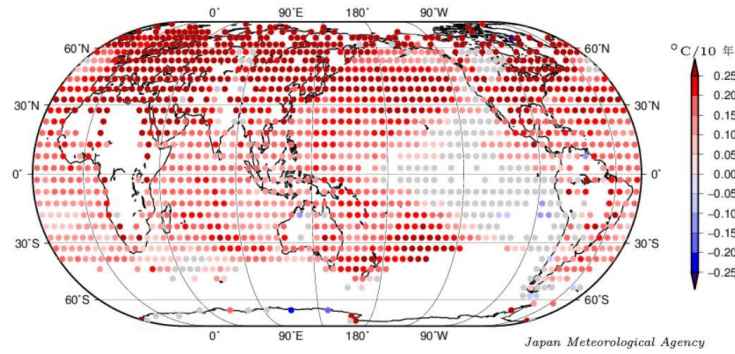 0° 90°E 180° 90°W
°C/10 年
60°N 60°N
0.25
0.20
0.15
30°N 30°N
0.10
0.05
0° 0°
0.00
−0.05
−0.10
30°S 30°S
−0.15
−0.20
−0.25
60°S 60°S
0° 90°E 180° 90°W
Japan Meteorological Agency